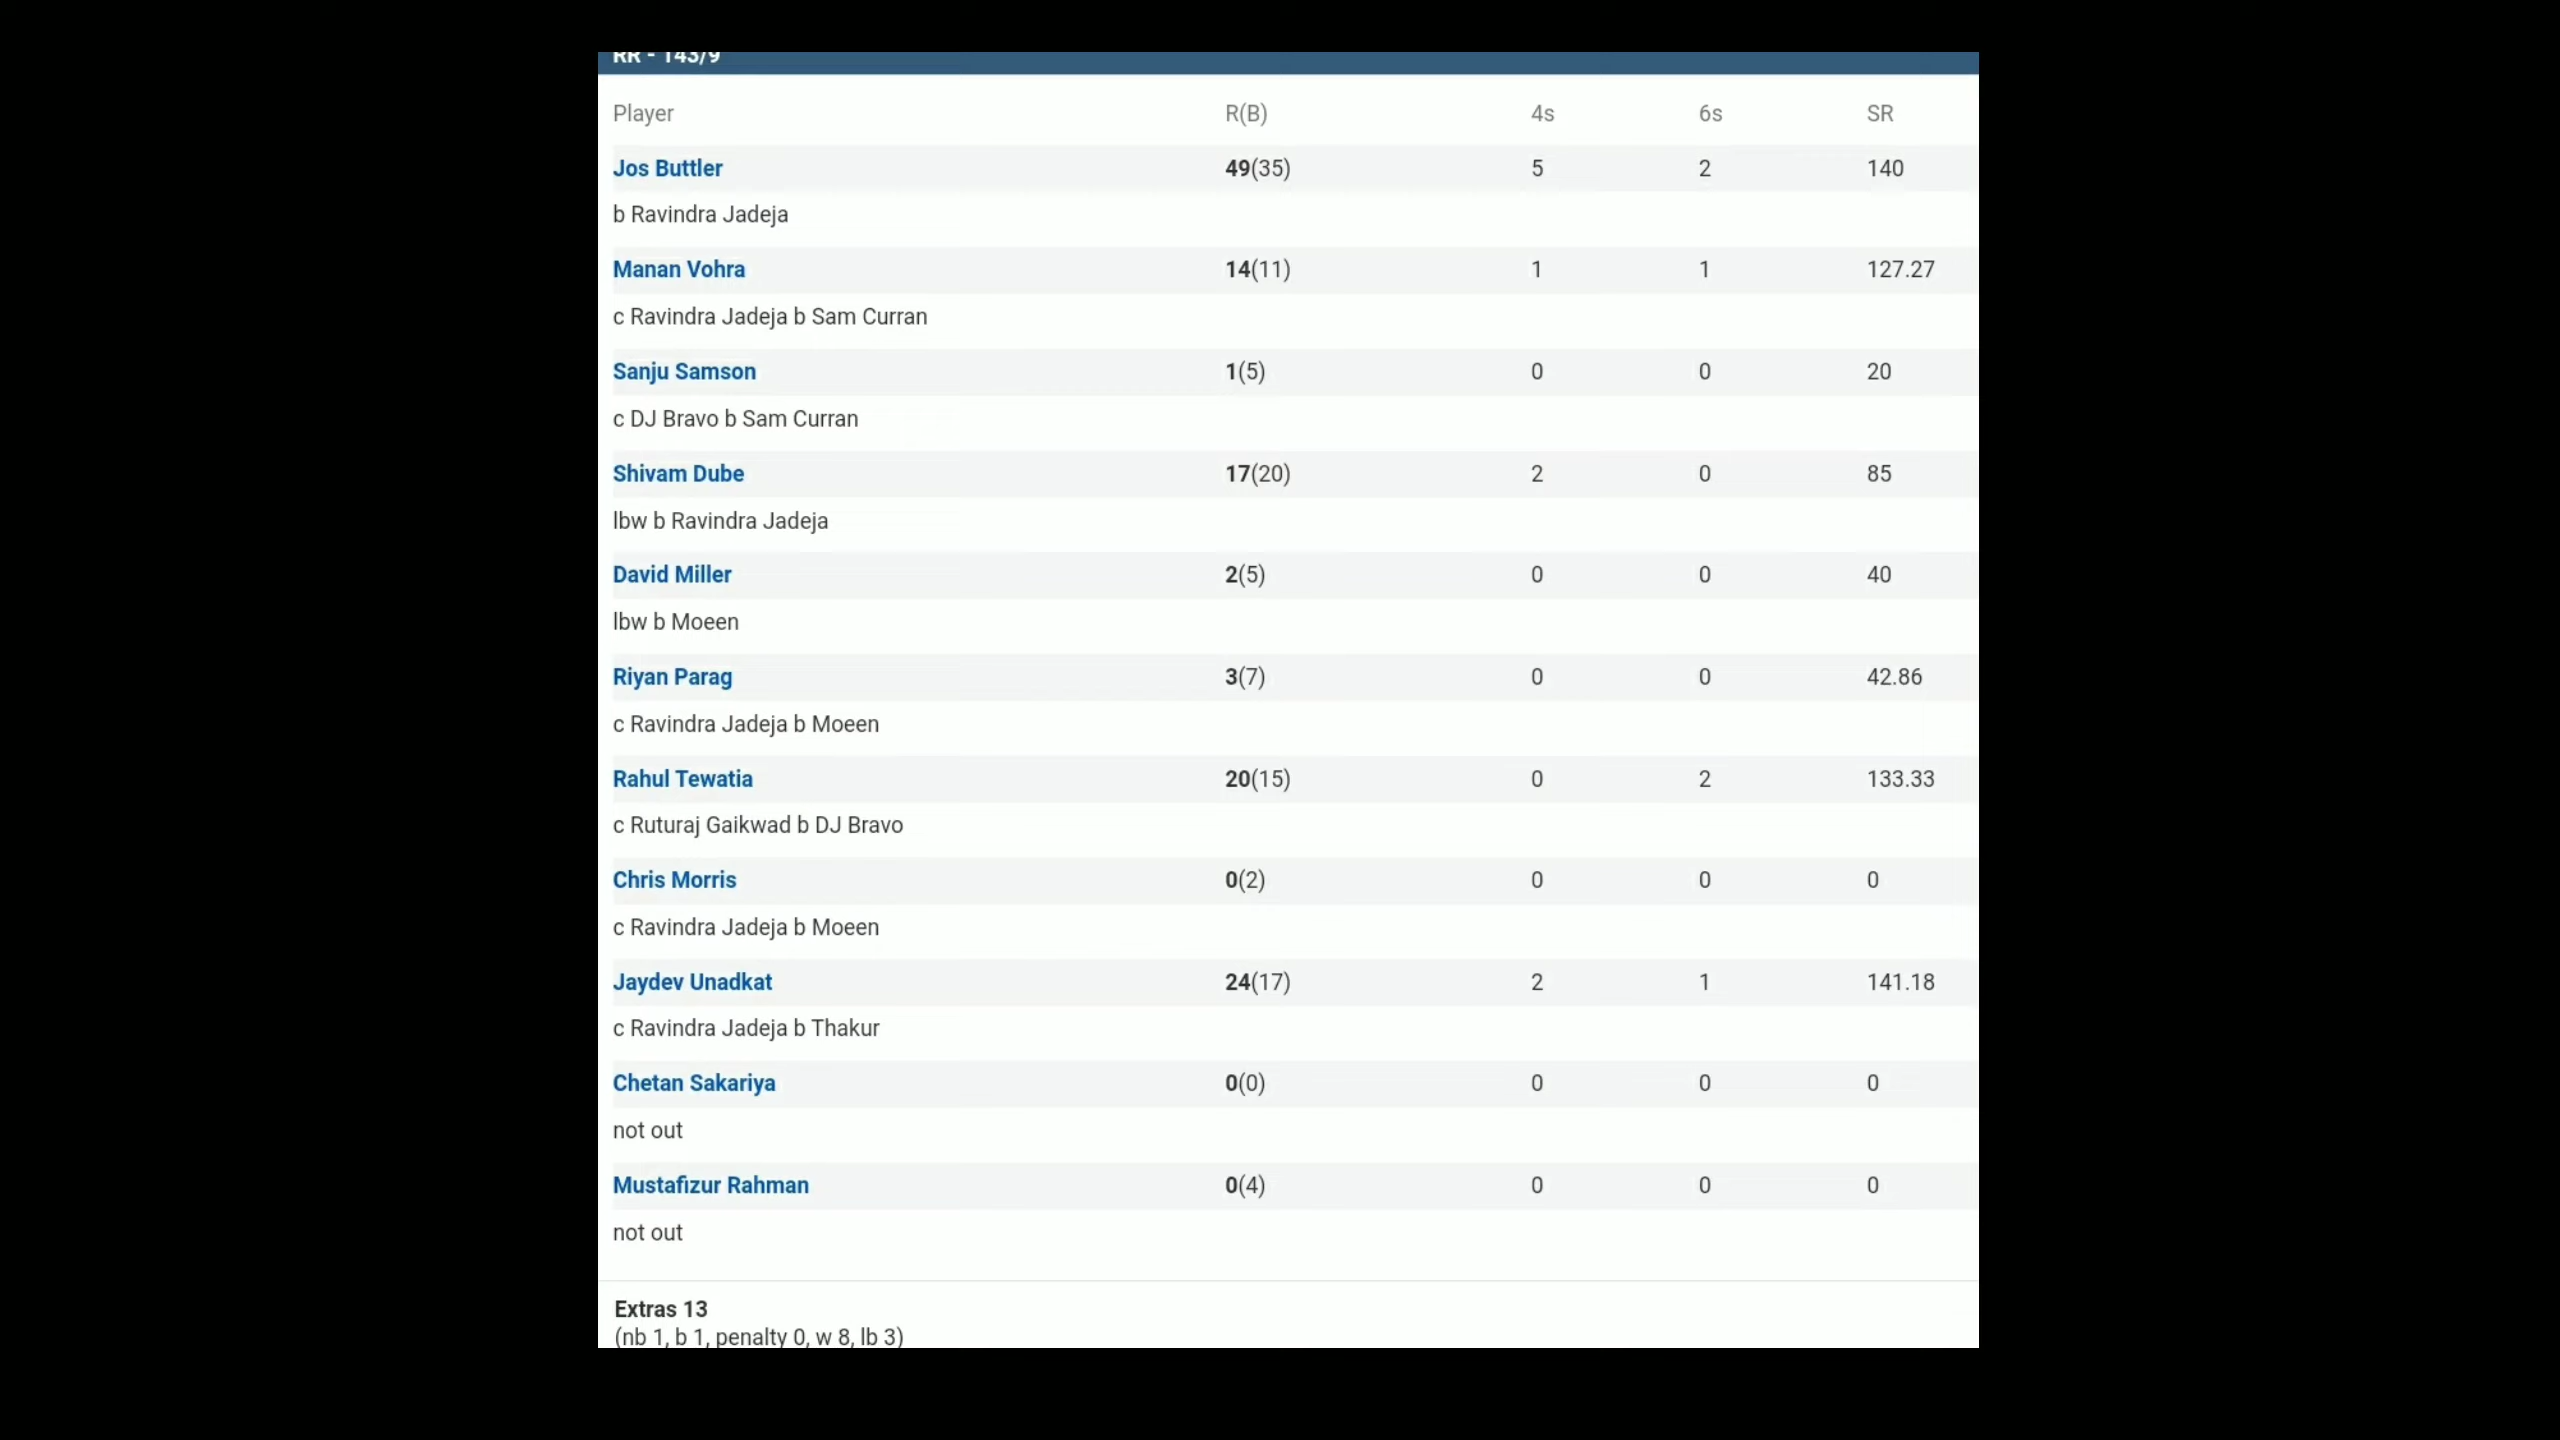 RR - 143/9
Player R(B) 4s 6s SR
Jos Buttler 49(35) 5 2 140
b Ravindra Jadeja
Manan Vohra 14(11) 1 1 127.27
c Ravindra Jadeja b Sam Curran
Sanju Samson 1(5) 0 0 20
c DJ Bravo b Sam Curran
Shivam Dube 17(20) 2 0 85
lbw b Ravindra Jadeja
David Miller 2(5) 0 0 40
lbw b Moeen
Riyan Parag 3(7) 0 0 42.86
c Ravindra Jadeja b Moeen
Rahul Tewatia 20(15) 0 2 133.33
c Ruturaj Gaikwad b DJ Bravo
Chris Morris 0(2) 0 0 0
c Ravindra Jadeja b Moeen
Jaydev Unadkat 24(17) 2 1 141.18
c Ravindra Jadeja b Thakur
Chetan Sakariya 0(0) 0 0 0
not out
Mustafizur Rahman 0(4) 0 0 0
not out
Extras 13
(nb 1, b 1, penalty 0, w 8, lb 3)